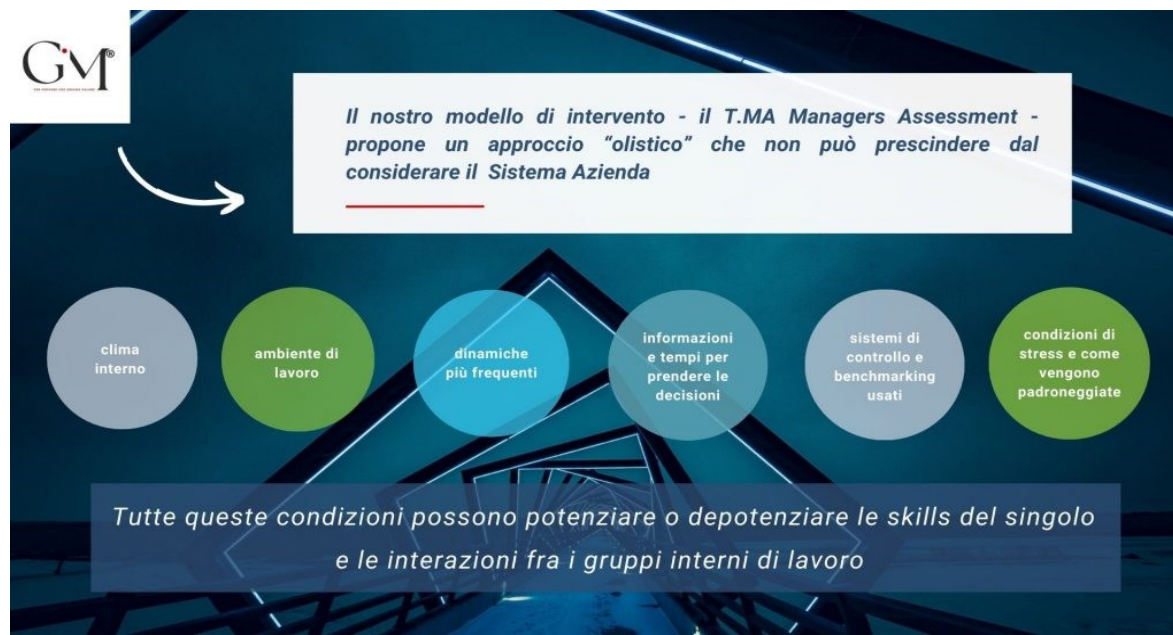 GM®
Il nostro modello di intervento - il T.MA Managers Assessment -
propone un approccio “olistico” che non può prescindere dal
considerare il Sistema Azienda
clima
interno
ambiente di
lavoro
dinamiche
più frequenti
informazioni
e tempi per
prendere le
decisioni
sistemi di
controllo e
benchmarking
usati
condizioni di
stress e come
vengono
padroneggiate
Tutte queste condizioni possono potenziare o depotenziare le skills del singolo
e le interazioni fra i gruppi interni di lavoro